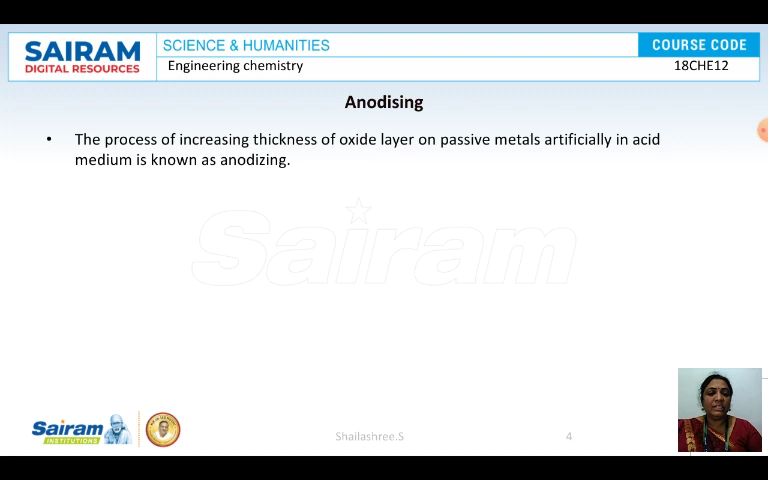 SAIRAM
DIGITAL RESOURCES
SCIENCE & HUMANITIES
COURSE CODE
Engineering chemistry
18CHE12
Anodising
• The process of increasing thickness of oxide layer on passive metals artificially in acid
medium is known as anodizing.
Sairam
Sairam
INSTITUTIONS
Shailashree.S
4